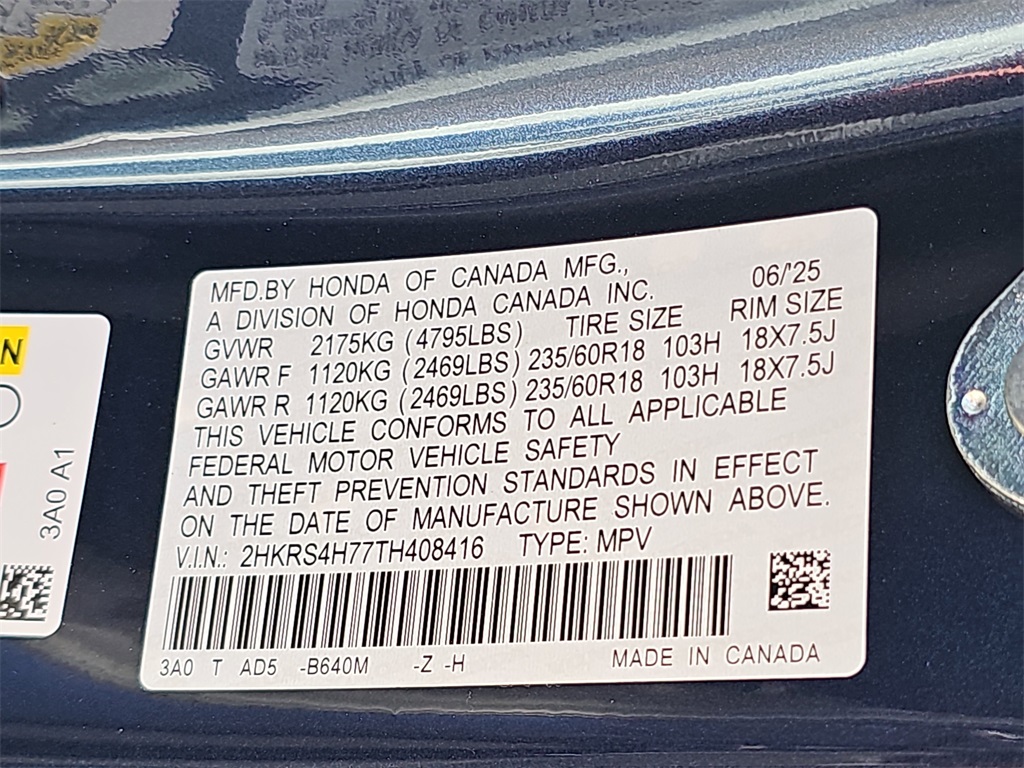 MFD.BY HONDA OF CANADA MFG., 06/'25
A DIVISION OF HONDA CANADA INC.
GVWR 2175KG (4795LBS) TIRE SIZE RIM SIZE
GAWR F 1120KG (2469LBS) 235/60R18 103H 18X7.5J
GAWR R 1120KG (2469LBS) 235/60R18 103H 18X7.5J
THIS VEHICLE CONFORMS TO ALL APPLICABLE
FEDERAL MOTOR VEHICLE SAFETY
AND THEFT PREVENTION STANDARDS IN EFFECT
ON THE DATE OF MANUFACTURE SHOWN ABOVE.
V.I.N.: 2HKRS4H77TH408416 TYPE: MPV
3A0 T AD5 -B640M -Z -H MADE IN CANADA
3A0 A1